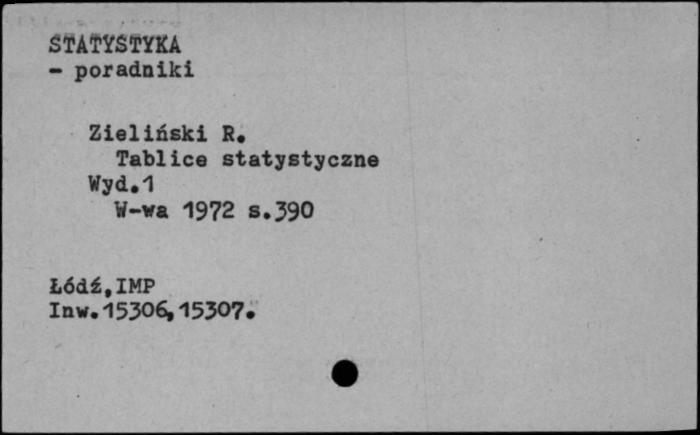 STATYSTYKA
- poradniki
Zieliński R.
Tablice statystyczne
Wyd.1
W-wa 1972 s.390
Łódź,IMP
Inw.15306,15307.